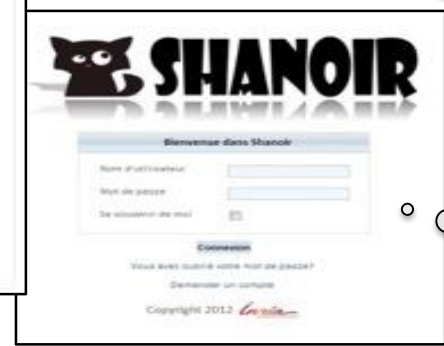 SHANOIR
Bienvenue dans Shanoir
Nom d'utilisateur
Mot de passe
Se souvenir de moi
Connexion
Vous avez oublié votre mot de passe?
Demander un compte
Copyright 2012 Inria